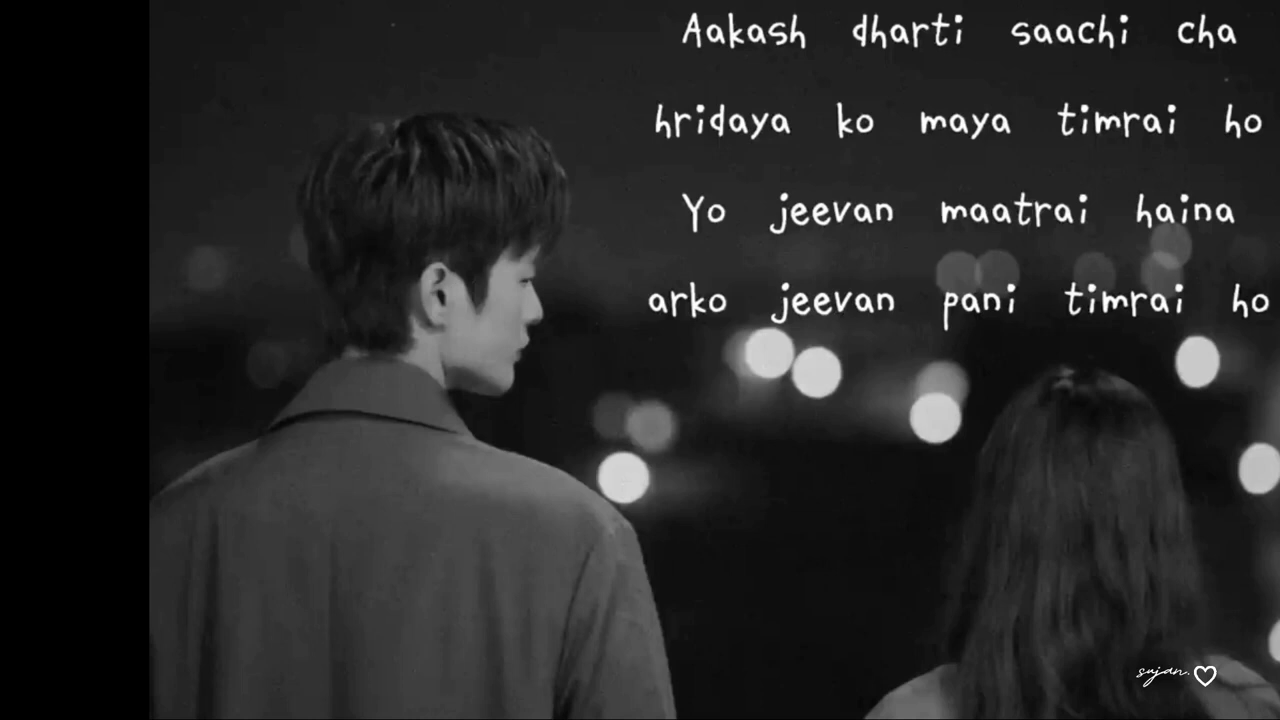 Aakash dharti saachi cha
hridaya ko maya timrai ho
Yo jeevan maatrai haina
arko jeevan pani timrai ho
sujan.♡